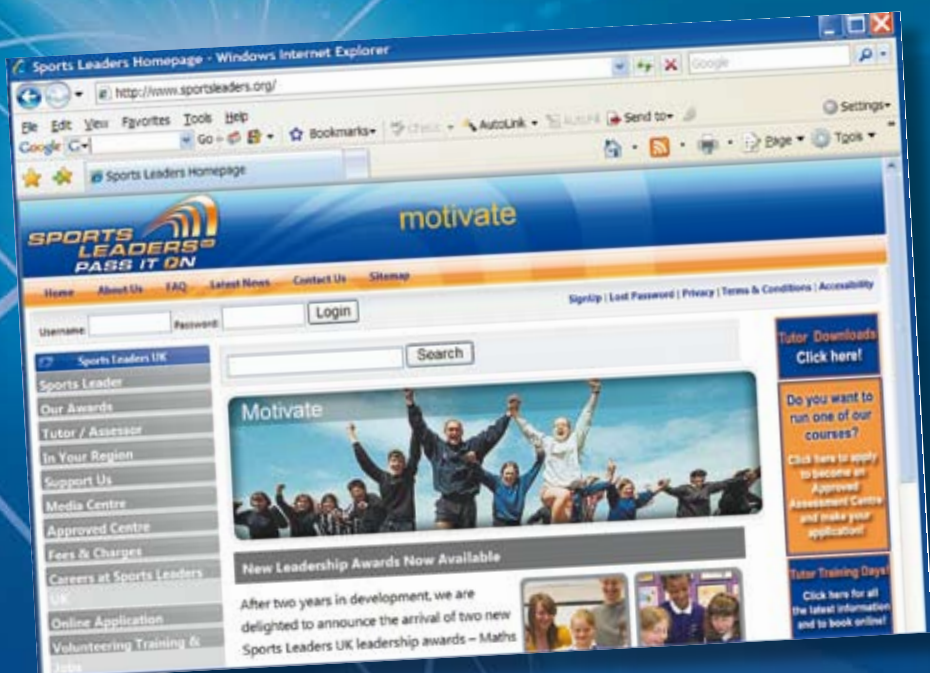 Sports Leaders Homepage - Windows Internet Explorer
http://www.sportsleaders.org/
Google
File Edit View Favorites Tools Help
Google G Go Bookmarks Check AutoLink AutoFill Send to Settings
Sports Leaders Homepage
Page Tools
SPORTS
LEADERS UK
PASS IT ON
motivate
Home About Us FAQ Latest News Contact Us Sitemap
Username: Password: Login
SignUp | Lost Password | Privacy | Terms & Conditions | Accessibility
Sports Leaders UK
Sports Leader
Our Awards
Tutor / Assessor
In Your Region
Support Us
Media Centre
Approved Centre
Fees & Charges
Careers at Sports Leaders
UK
Online Application
Volunteering Training &
Jobs
Search
Motivate
New Leadership Awards Now Available
After two years in development, we are
delighted to announce the arrival of two new
Sports Leaders UK leadership awards – Maths
Tutor Downloads
Click here!
Do you want to
run one of our
courses?
Click here to apply
to become an
Approved
Assessment Centre
and make your
application!
Tutor Training Days!
Click here for all
the latest information
and to book online!